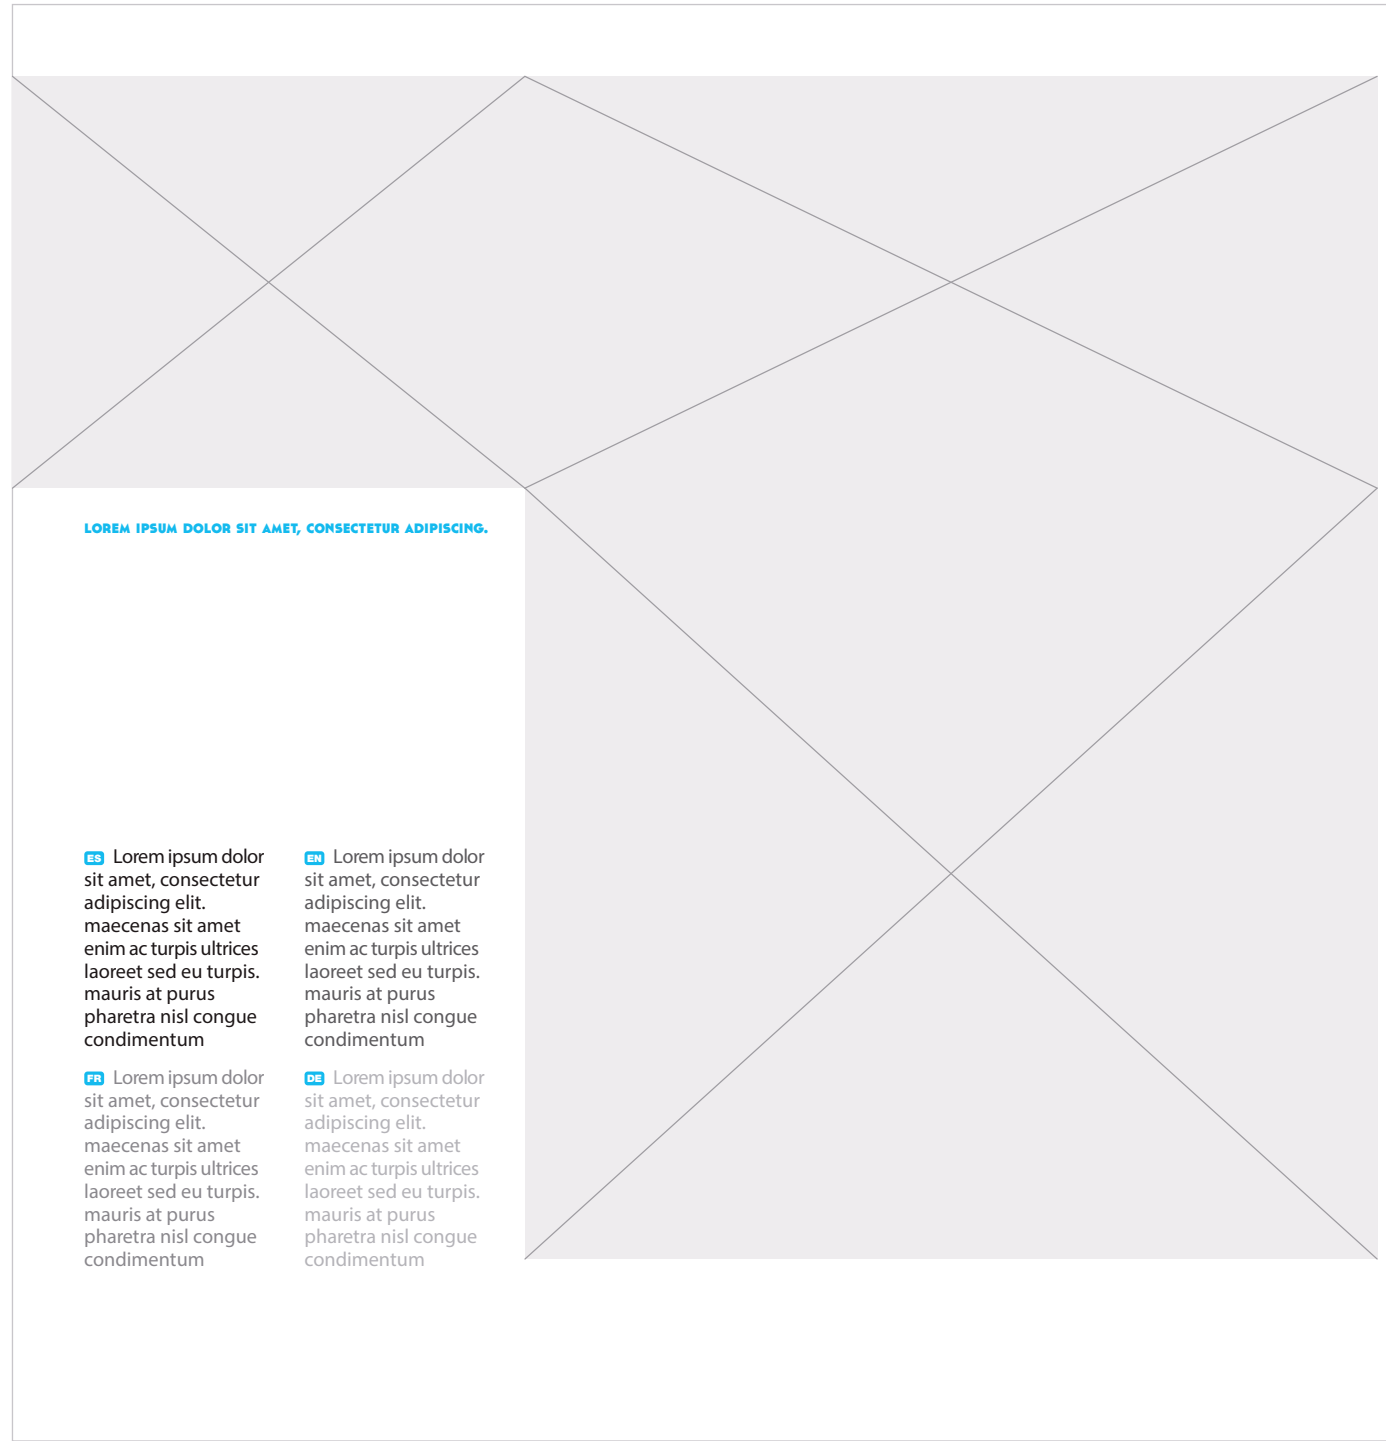 LOREM IPSUM DOLOR SIT AMET, CONSECTETUR ADIPISCING.
ES Lorem ipsum dolor
sit amet, consectetur
adipiscing elit.
maecenas sit amet
enim ac turpis ultrices
laoreet sed eu turpis.
mauris at purus
pharetra nisl congue
condimentum
EN Lorem ipsum dolor
sit amet, consectetur
adipiscing elit.
maecenas sit amet
enim ac turpis ultrices
laoreet sed eu turpis.
mauris at purus
pharetra nisl congue
condimentum
FR Lorem ipsum dolor
sit amet, consectetur
adipiscing elit.
maecenas sit amet
enim ac turpis ultrices
laoreet sed eu turpis.
mauris at purus
pharetra nisl congue
condimentum
DE Lorem ipsum dolor
sit amet, consectetur
adipiscing elit.
maecenas sit amet
enim ac turpis ultrices
laoreet sed eu turpis.
mauris at purus
pharetra nisl congue
condimentum